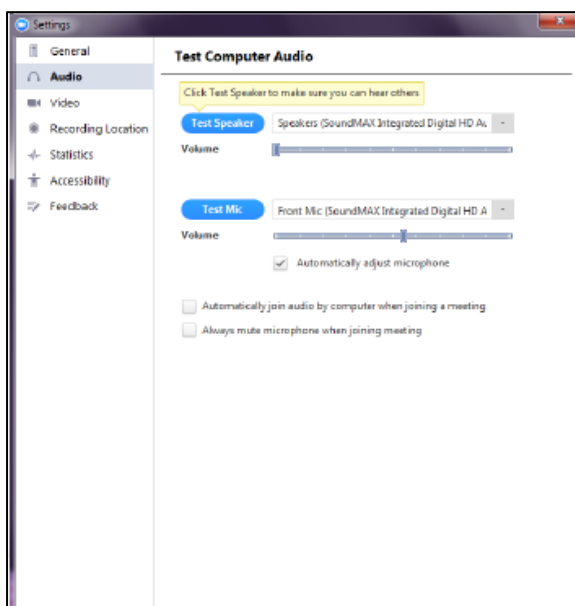 Settings
General
Audio
Video
Recording Location
Statistics
Accessibility
Feedback
Test Computer Audio
Click Test Speaker to make sure you can hear others
Test Speaker
Speakers (SoundMAX Integrated Digital HD Au
Volume
Test Mic
Front Mic (SoundMAX Integrated Digital HD A
Volume
Automatically adjust microphone
Automatically join audio by computer when joining a meeting
Always mute microphone when joining meeting